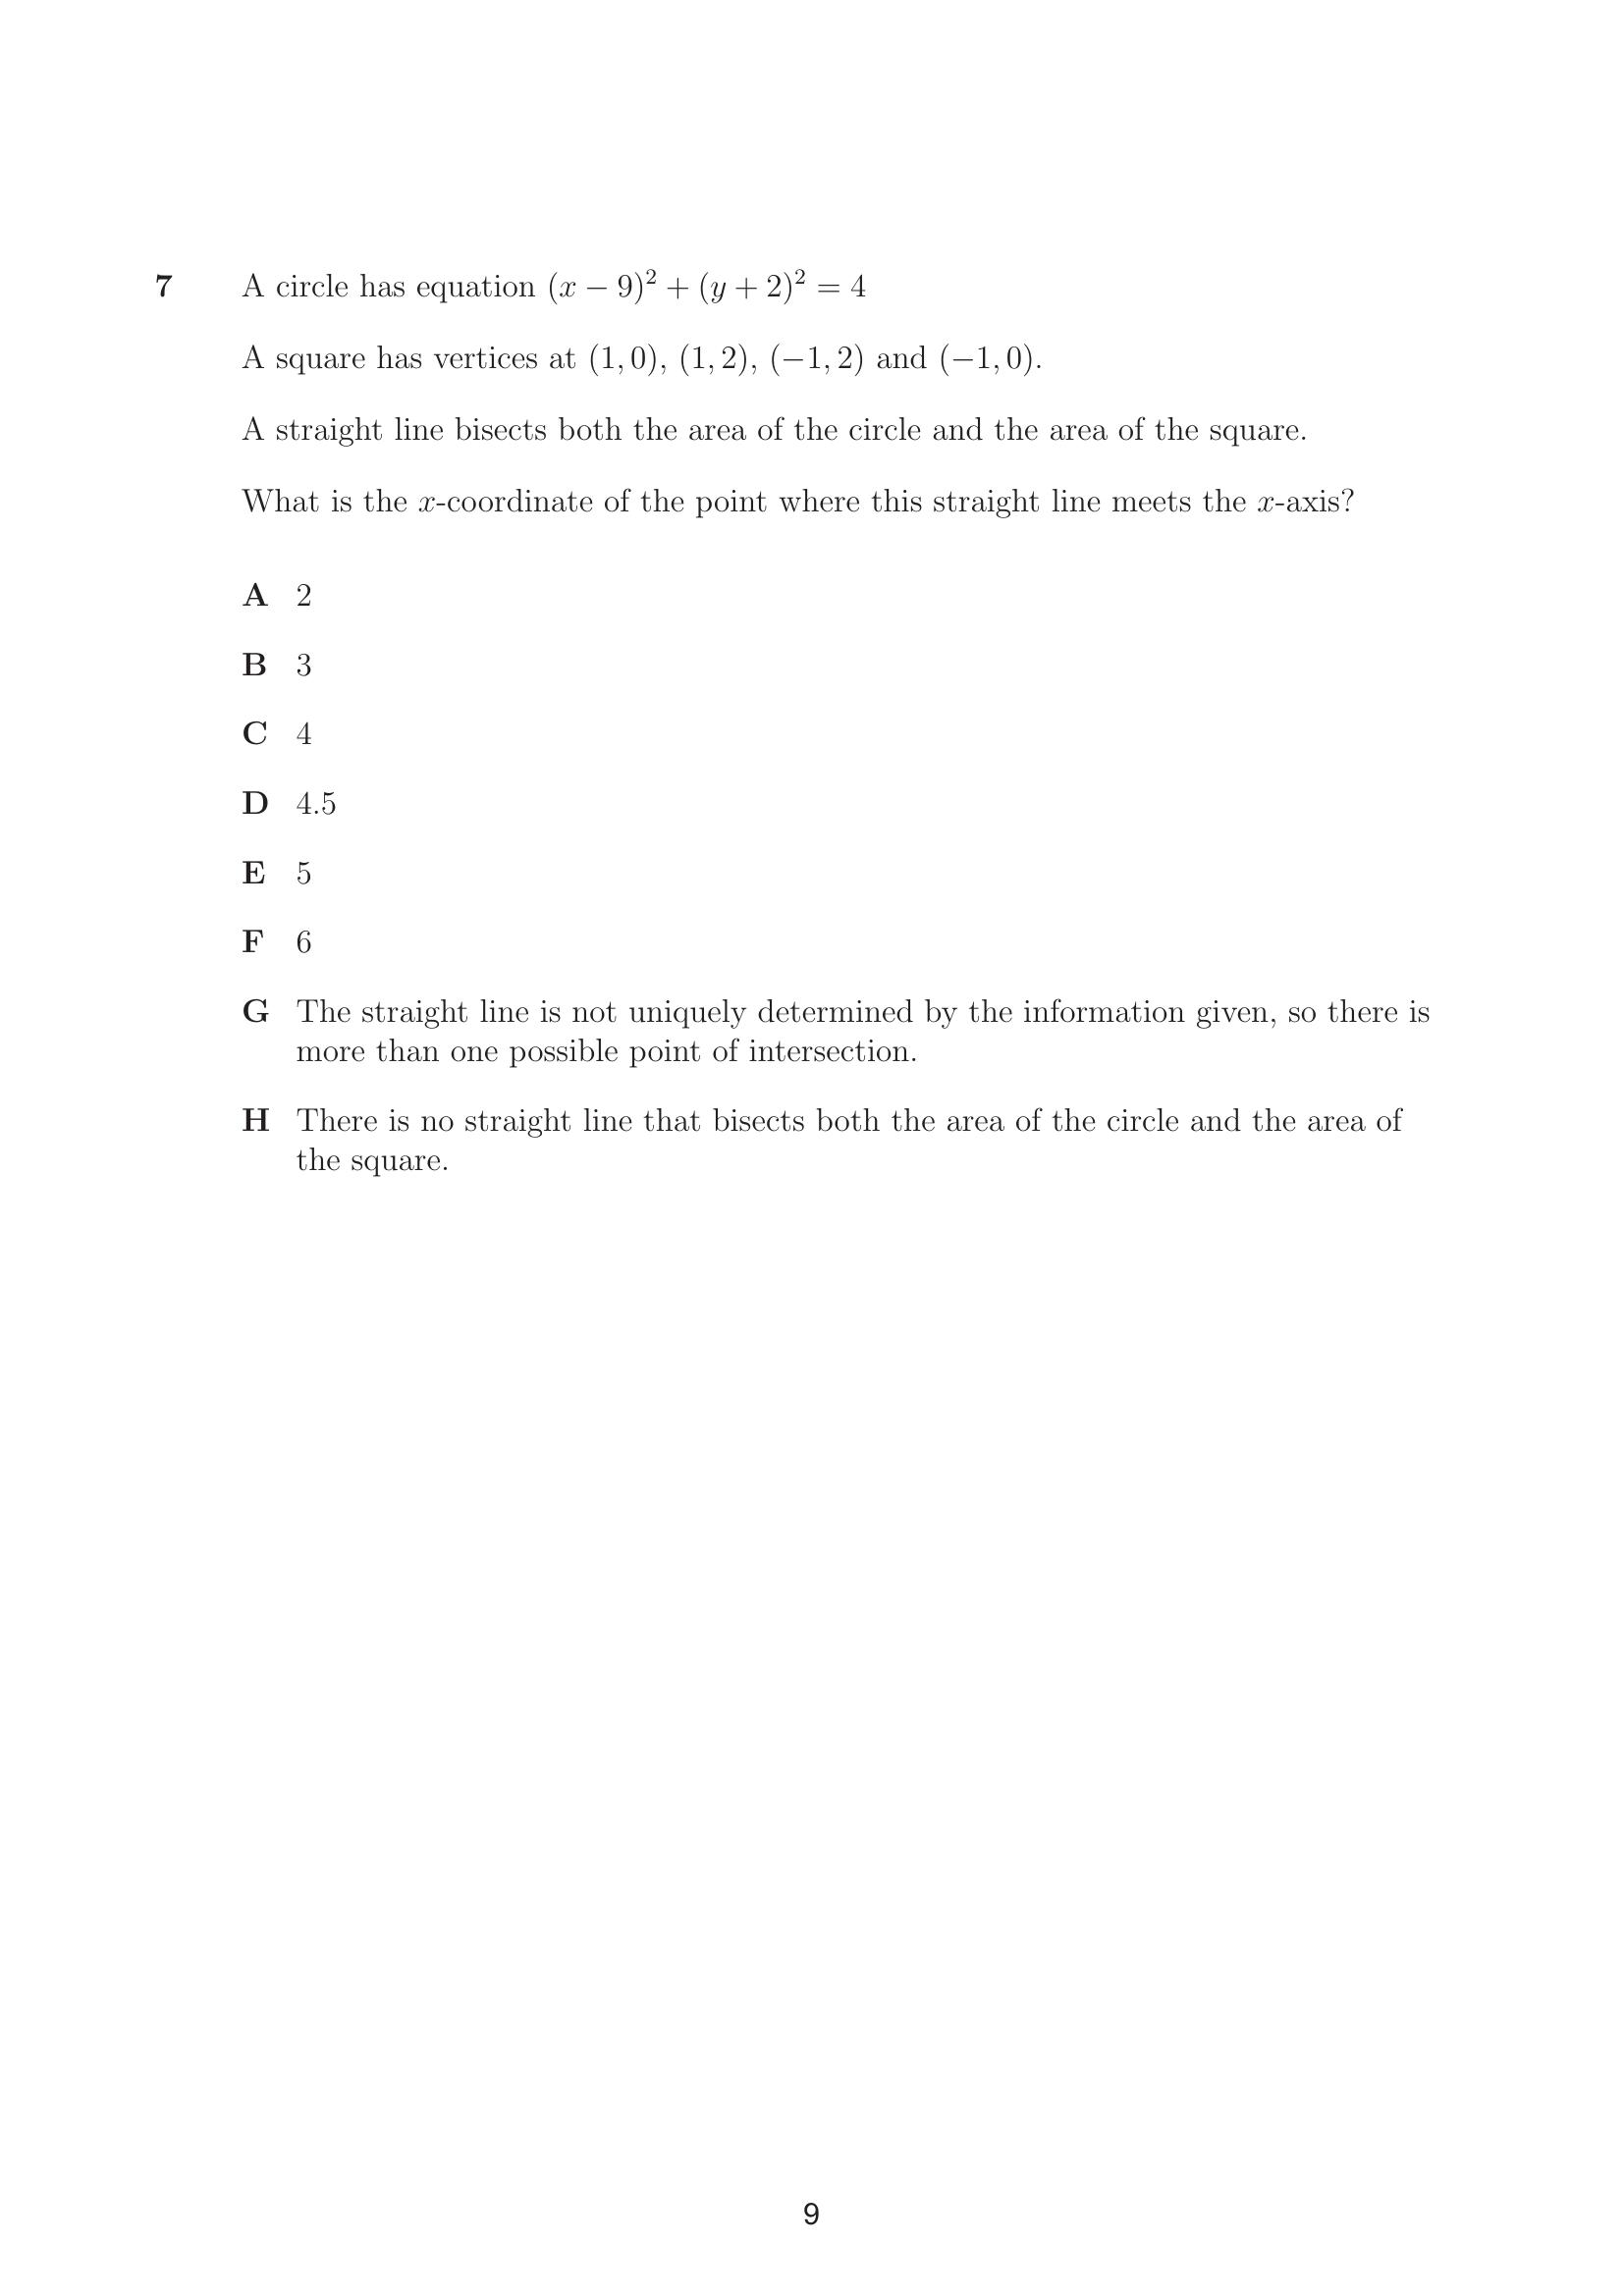 7 A circle has equation (x − 9)² + (y + 2)² = 4
A square has vertices at (1, 0), (1, 2), (−1, 2) and (−1, 0).
A straight line bisects both the area of the circle and the area of the square.
What is the x-coordinate of the point where this straight line meets the x-axis?
A 2
B 3
C 4
D 4.5
E 5
F 6
G The straight line is not uniquely determined by the information given, so there is
more than one possible point of intersection.
H There is no straight line that bisects both the area of the circle and the area of
the square.
9